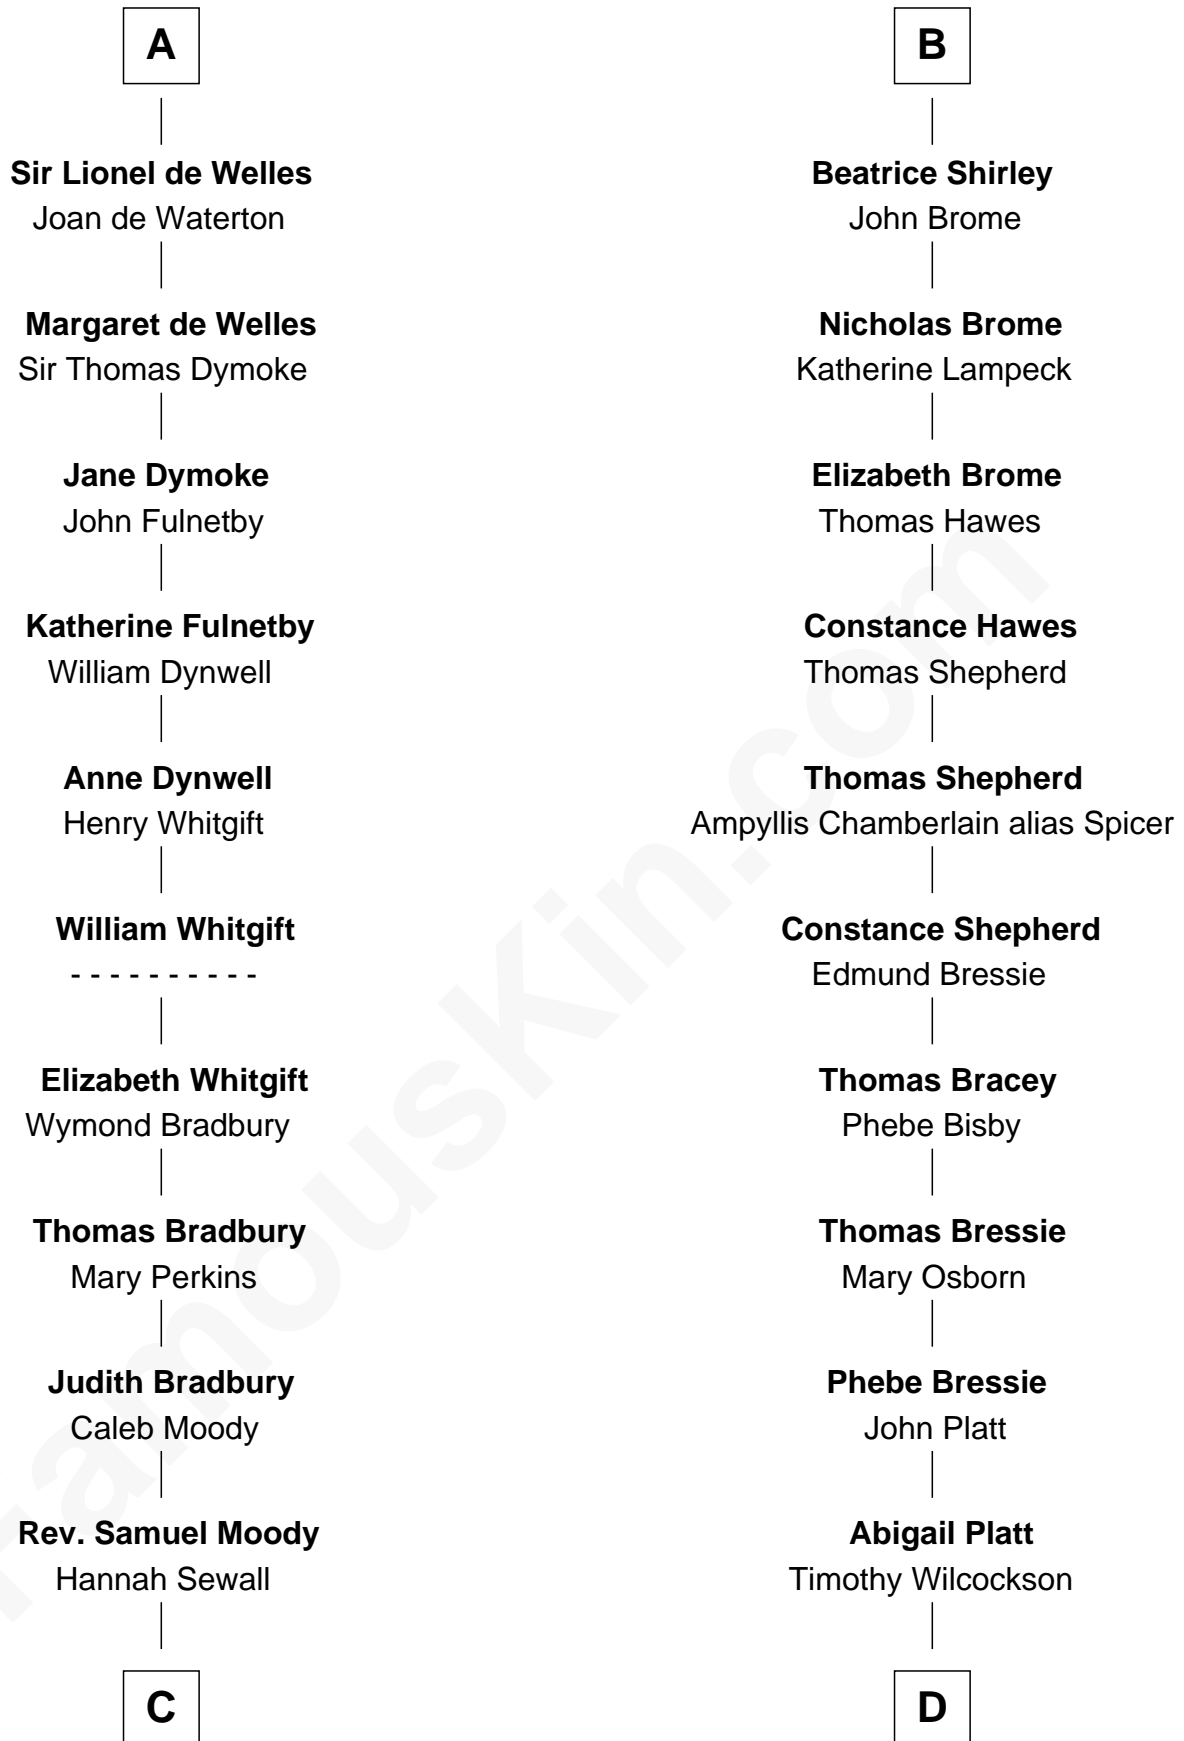 A
Sir Lionel de Welles
Joan de Waterton
Margaret de Welles
Sir Thomas Dymoke
Jane Dymoke
John Fulnetby
Katherine Fulnetby
William Dynwell
Anne Dynwell
Henry Whitgift
William Whitgift
- - - - - - - - - -
Elizabeth Whitgift
Wymond Bradbury
Thomas Bradbury
Mary Perkins
Judith Bradbury
Caleb Moody
Rev. Samuel Moody
Hannah Sewall
C
B
Beatrice Shirley
John Brome
Nicholas Brome
Katherine Lampeck
Elizabeth Brome
Thomas Hawes
Constance Hawes
Thomas Shepherd
Thomas Shepherd
Ampyllis Chamberlain alias Spicer
Constance Shepherd
Edmund Bressie
Thomas Bracey
Phebe Bisby
Thomas Bressie
Mary Osborn
Phebe Bressie
John Platt
Abigail Platt
Timothy Wilcockson
D
FamousKin.com